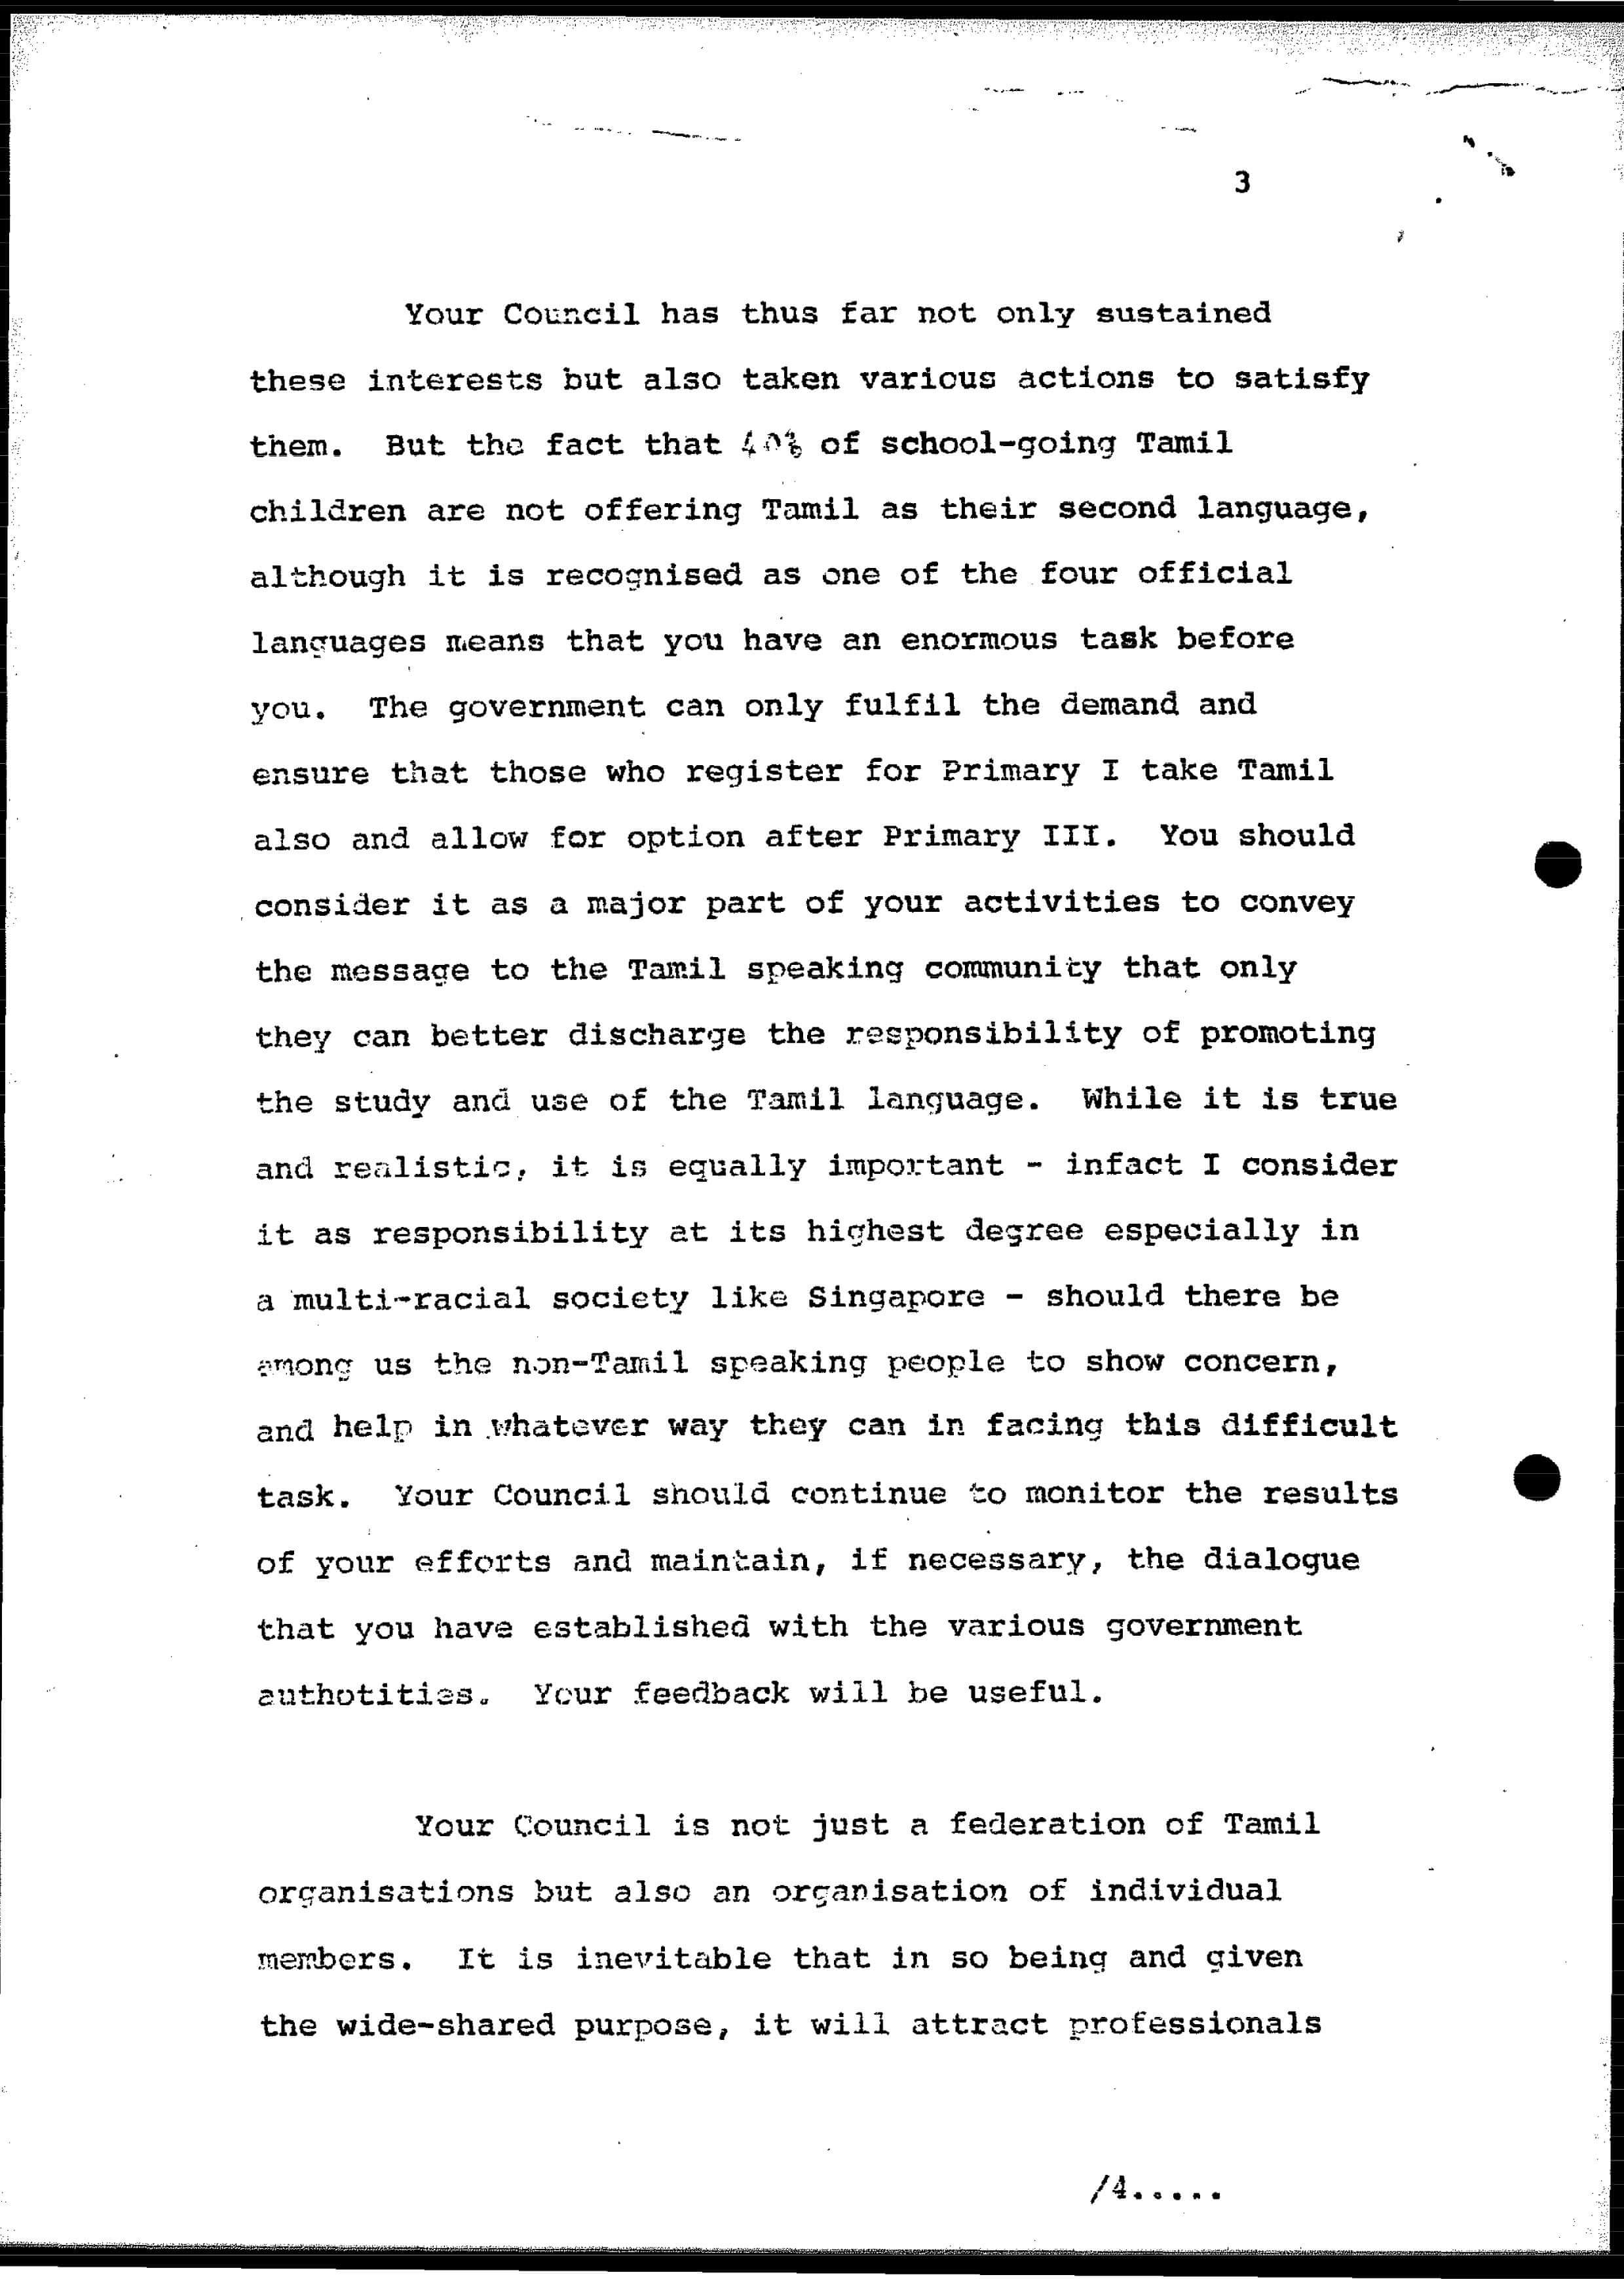 3
Your Council has thus far not only sustained
these interests but also taken various actions to satisfy
them. But the fact that 40% of school-going Tamil
children are not offering Tamil as their second language,
although it is recognised as one of the four official
languages means that you have an enormous task before
you. The government can only fulfil the demand and
ensure that those who register for Primary I take Tamil
also and allow for option after Primary III. You should
consider it as a major part of your activities to convey
the message to the Tamil speaking community that only
they can better discharge the responsibility of promoting
the study and use of the Tamil language. While it is true
and realistic, it is equally important - infact I consider
it as responsibility at its highest degree especially in
a multi-racial society like Singapore - should there be
among us the non-Tamil speaking people to show concern,
and help in whatever way they can in facing this difficult
task. Your Council should continue to monitor the results
of your efforts and maintain, if necessary, the dialogue
that you have established with the various government
authotities. Your feedback will be useful.
Your Council is not just a federation of Tamil
organisations but also an organisation of individual
members. It is inevitable that in so being and given
the wide-shared purpose, it will attract professionals
/4.....